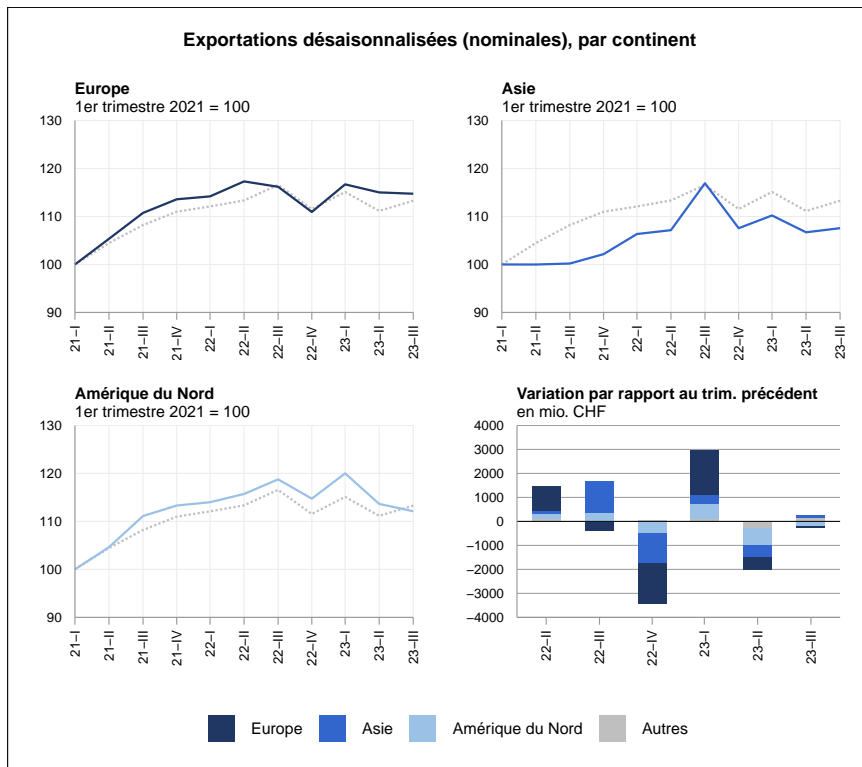 Exportations désaisonnalisées (nominales), par continent
Europe
1er trimestre 2021 = 100
130
120
110
100
90
21–I
21–II
21–III
21–IV
22–I
22–II
22–III
22–IV
23–I
23–II
23–III
Asie
1er trimestre 2021 = 100
130
120
110
100
90
21–I
21–II
21–III
21–IV
22–I
22–II
22–III
22–IV
23–I
23–II
23–III
Amérique du Nord
1er trimestre 2021 = 100
130
120
110
100
90
21–I
21–II
21–III
21–IV
22–I
22–II
22–III
22–IV
23–I
23–II
23–III
Variation par rapport au trim. précédent
en mio. CHF
4000
3000
2000
1000
0
−1000
−2000
−3000
−4000
22–II
22–III
22–IV
23–I
23–II
23–III
Europe Asie Amérique du Nord Autres